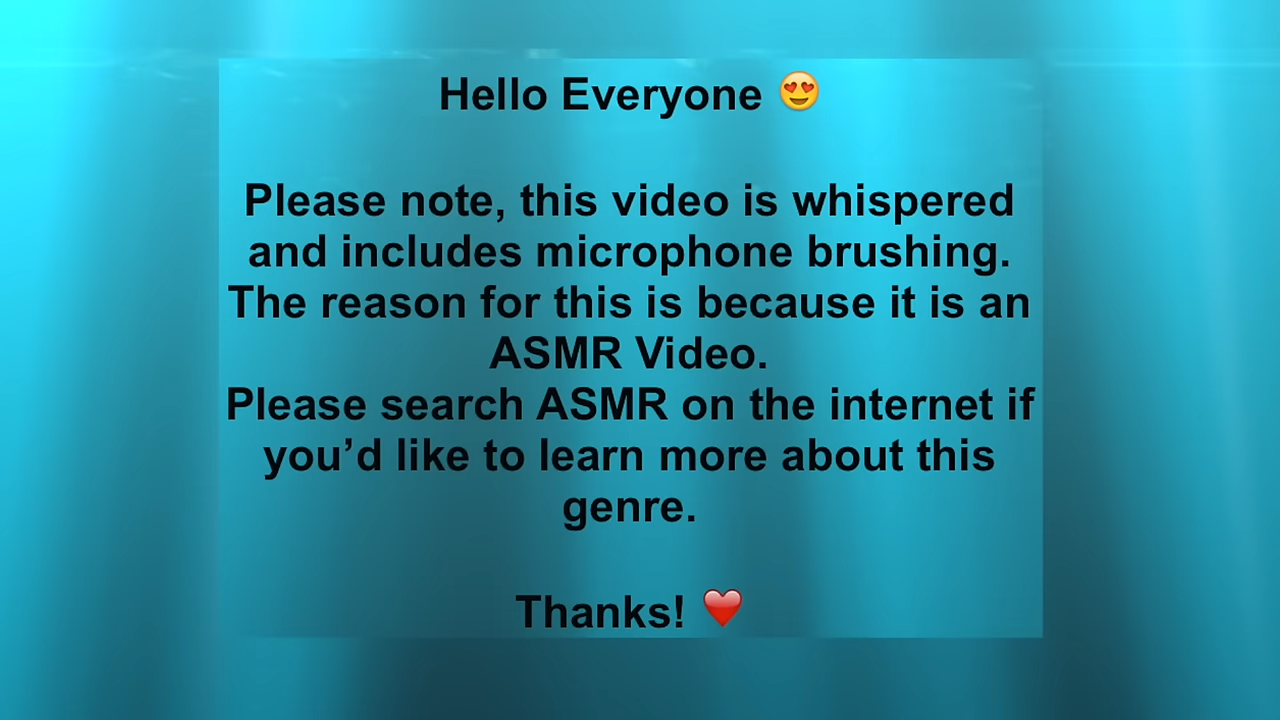 Hello Everyone 😍
Please note, this video is whispered
and includes microphone brushing.
The reason for this is because it is an
ASMR Video.
Please search ASMR on the internet if
you’d like to learn more about this
genre.
Thanks! ❤️